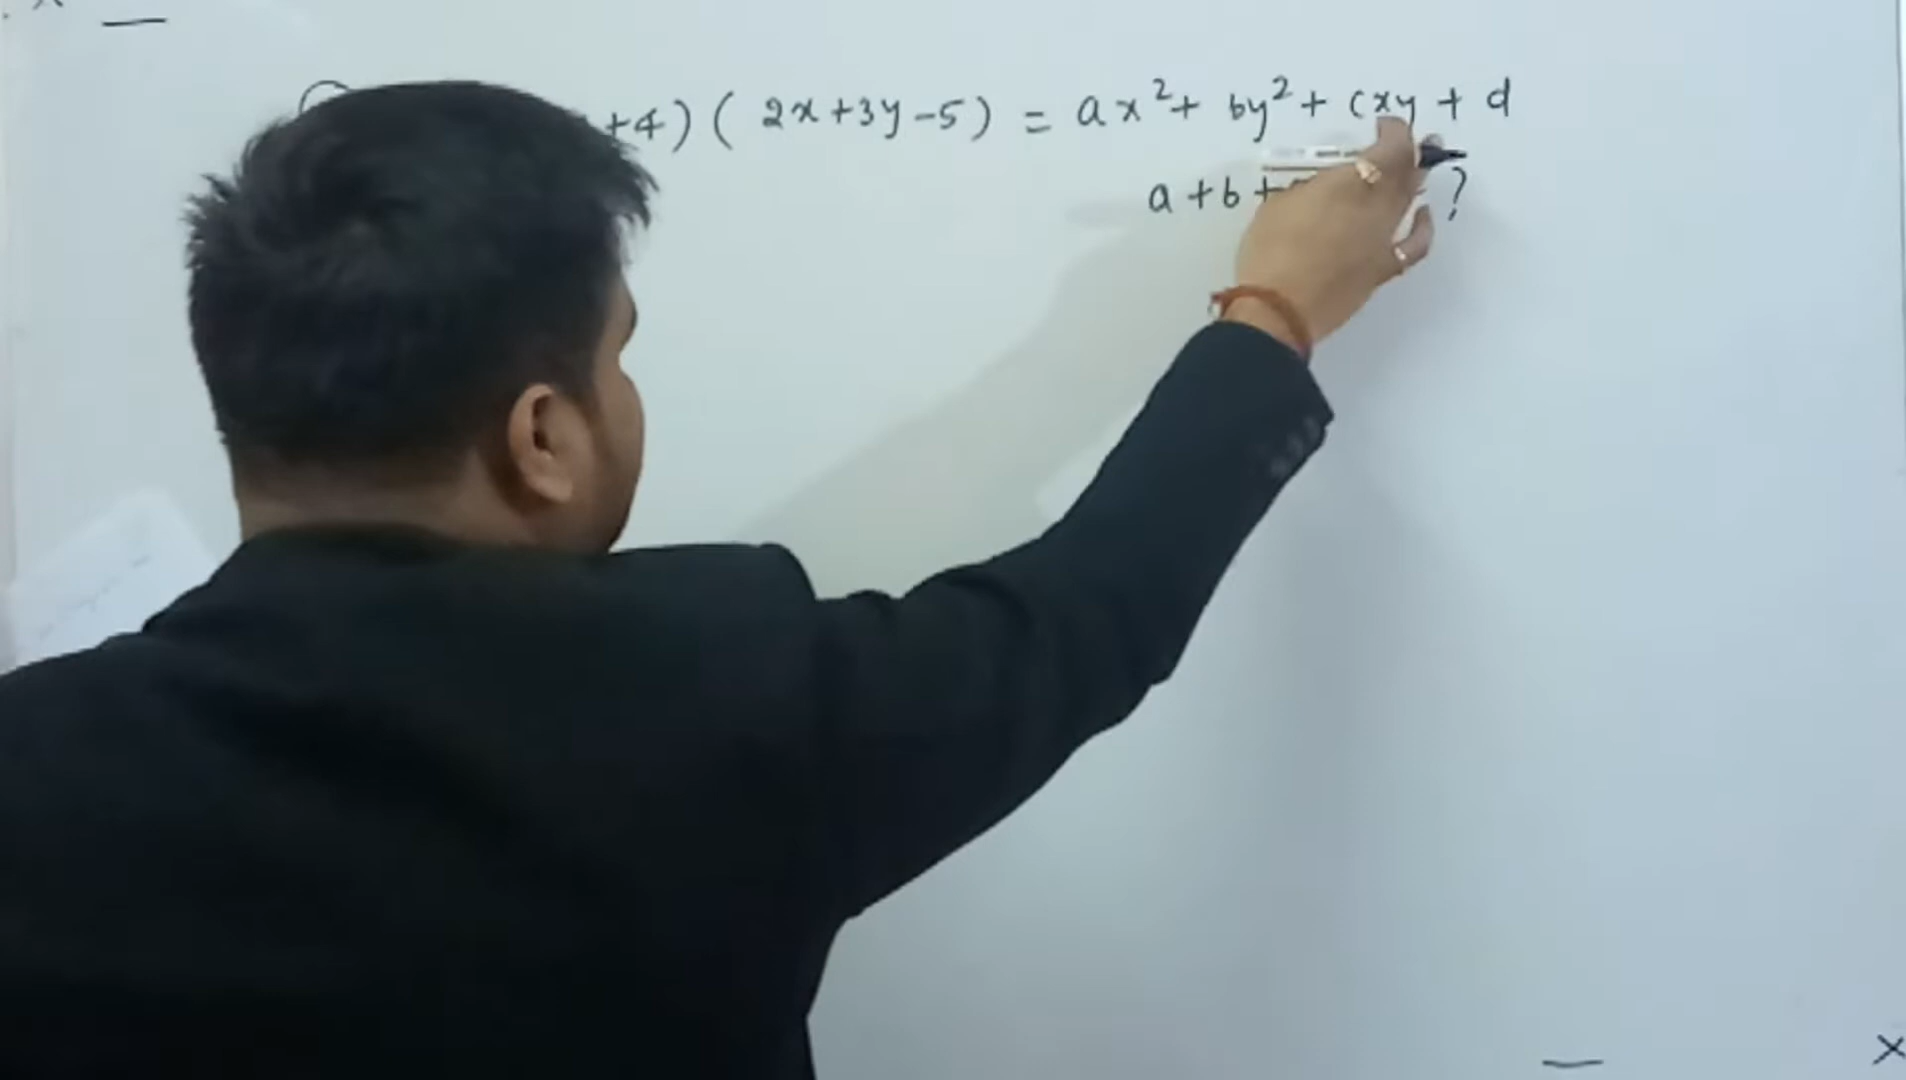 +4) ( 2x+3y-5) = ax²+ by²+ cxy + d
a + b + ?